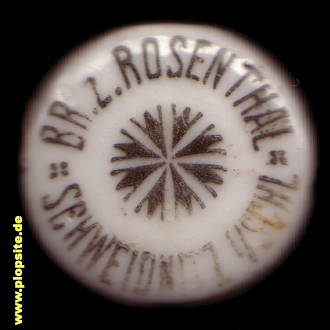 BR. Z. ROSENTHAL
SCHWEIDNITZ I/SCHL
www.plopsite.de